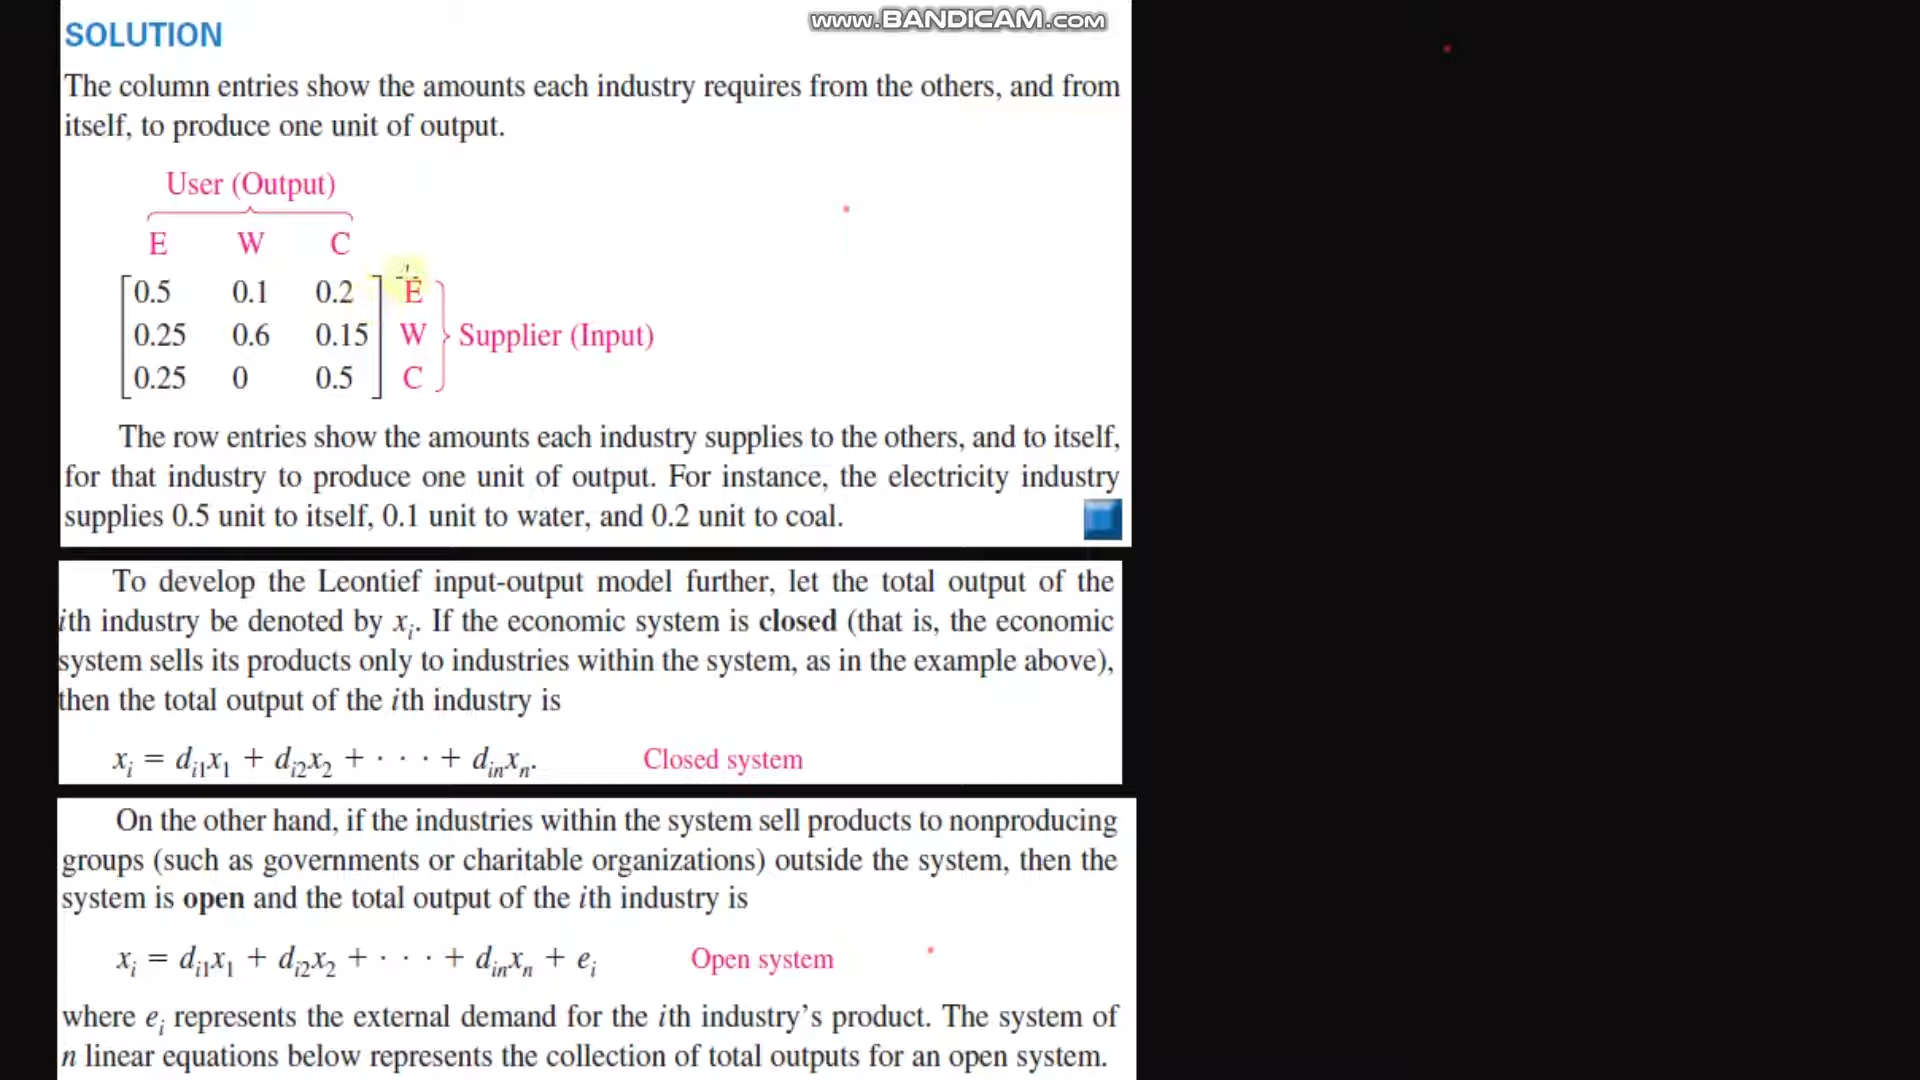 www.BANDICAM.com
SOLUTION
The column entries show the amounts each industry requires from the others, and from
itself, to produce one unit of output.
User (Output)
E W C
0.5 0.1 0.2 E
0.25 0.6 0.15 W Supplier (Input)
0.25 0 0.5 C
The row entries show the amounts each industry supplies to the others, and to itself,
for that industry to produce one unit of output. For instance, the electricity industry
supplies 0.5 unit to itself, 0.1 unit to water, and 0.2 unit to coal.
To develop the Leontief input-output model further, let the total output of the
ith industry be denoted by xᵢ. If the economic system is closed (that is, the economic
system sells its products only to industries within the system, as in the example above),
then the total output of the ith industry is
xᵢ = dᵢ₁x₁ + dᵢ₂x₂ + · · · + dᵢₙxₙ. Closed system
On the other hand, if the industries within the system sell products to nonproducing
groups (such as governments or charitable organizations) outside the system, then the
system is open and the total output of the ith industry is
xᵢ = dᵢ₁x₁ + dᵢ₂x₂ + · · · + dᵢₙxₙ + eᵢ Open system
where eᵢ represents the external demand for the ith industry's product. The system of
n linear equations below represents the collection of total outputs for an open system.